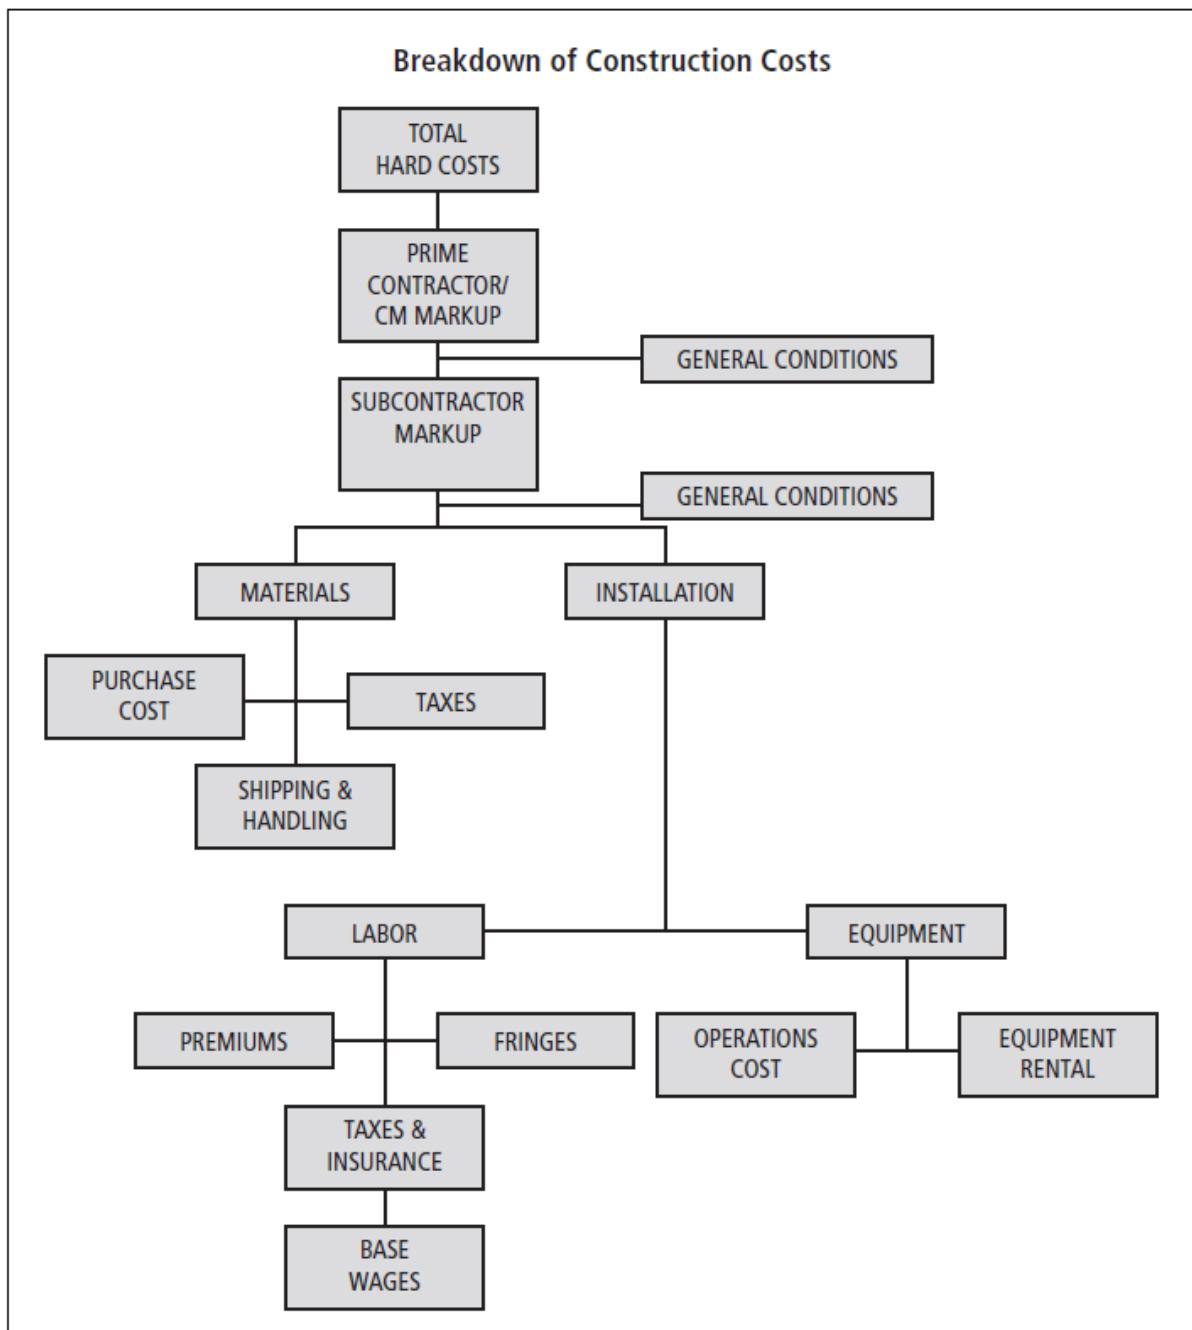 Breakdown of Construction Costs
TOTAL
HARD COSTS
PRIME
CONTRACTOR/
CM MARKUP
GENERAL CONDITIONS
SUBCONTRACTOR
MARKUP
GENERAL CONDITIONS
MATERIALS
INSTALLATION
PURCHASE
COST
TAXES
SHIPPING &
HANDLING
LABOR
EQUIPMENT
PREMIUMS
FRINGES
OPERATIONS
COST
EQUIPMENT
RENTAL
TAXES &
INSURANCE
BASE
WAGES